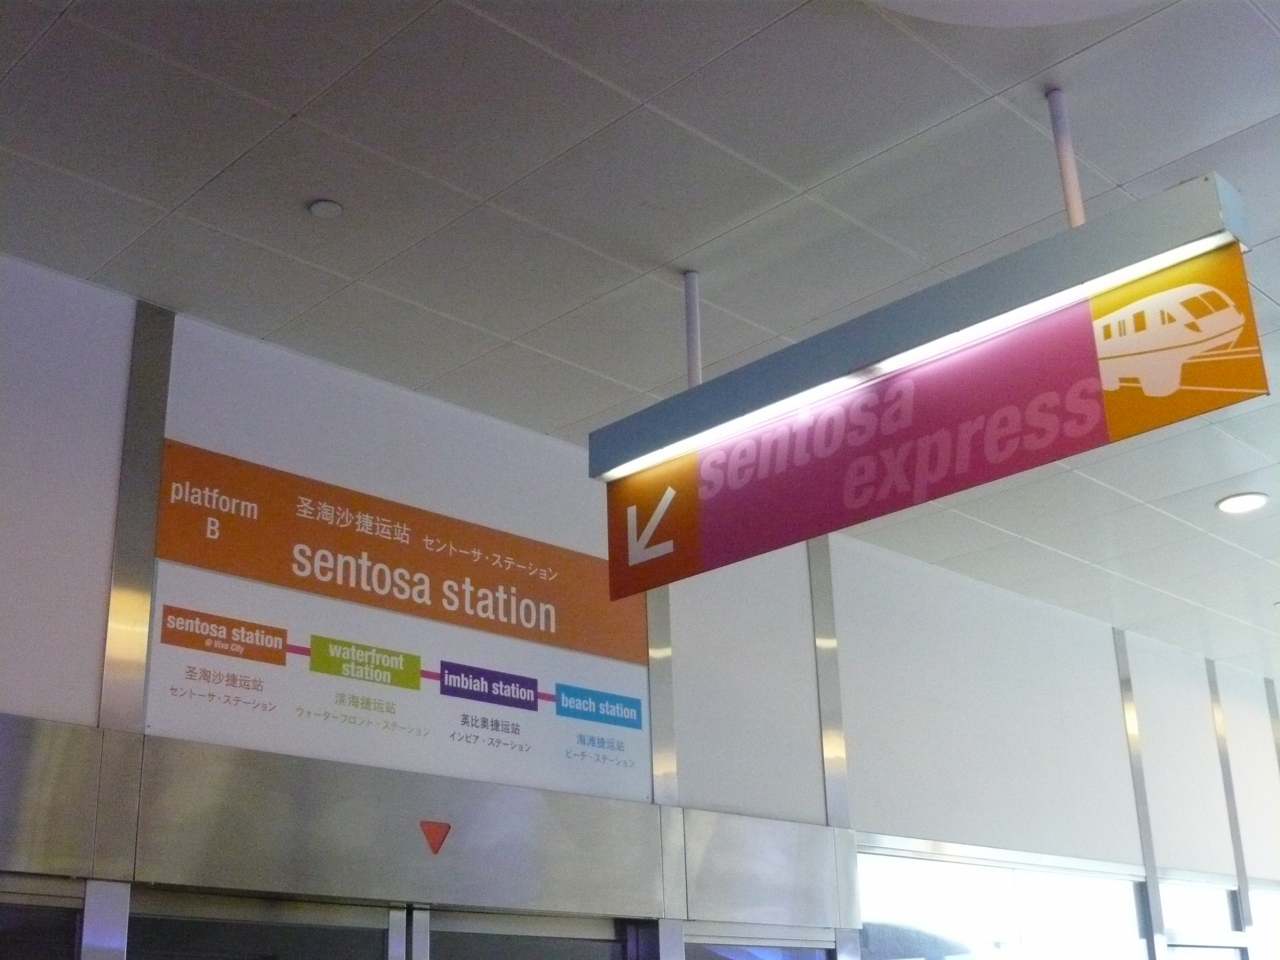 sentosa
express
platform
B
圣淘沙捷运站 セントーサ・ステーション
sentosa station
sentosa station
@ Vivo City
圣淘沙捷运站
セントーサ・ステーション
waterfront
station
滨海捷运站
ウォーターフロント・ステーション
imbiah station
英比奥捷运站
インビア・ステーション
beach station
海滩捷运站
ビーチ・ステーション